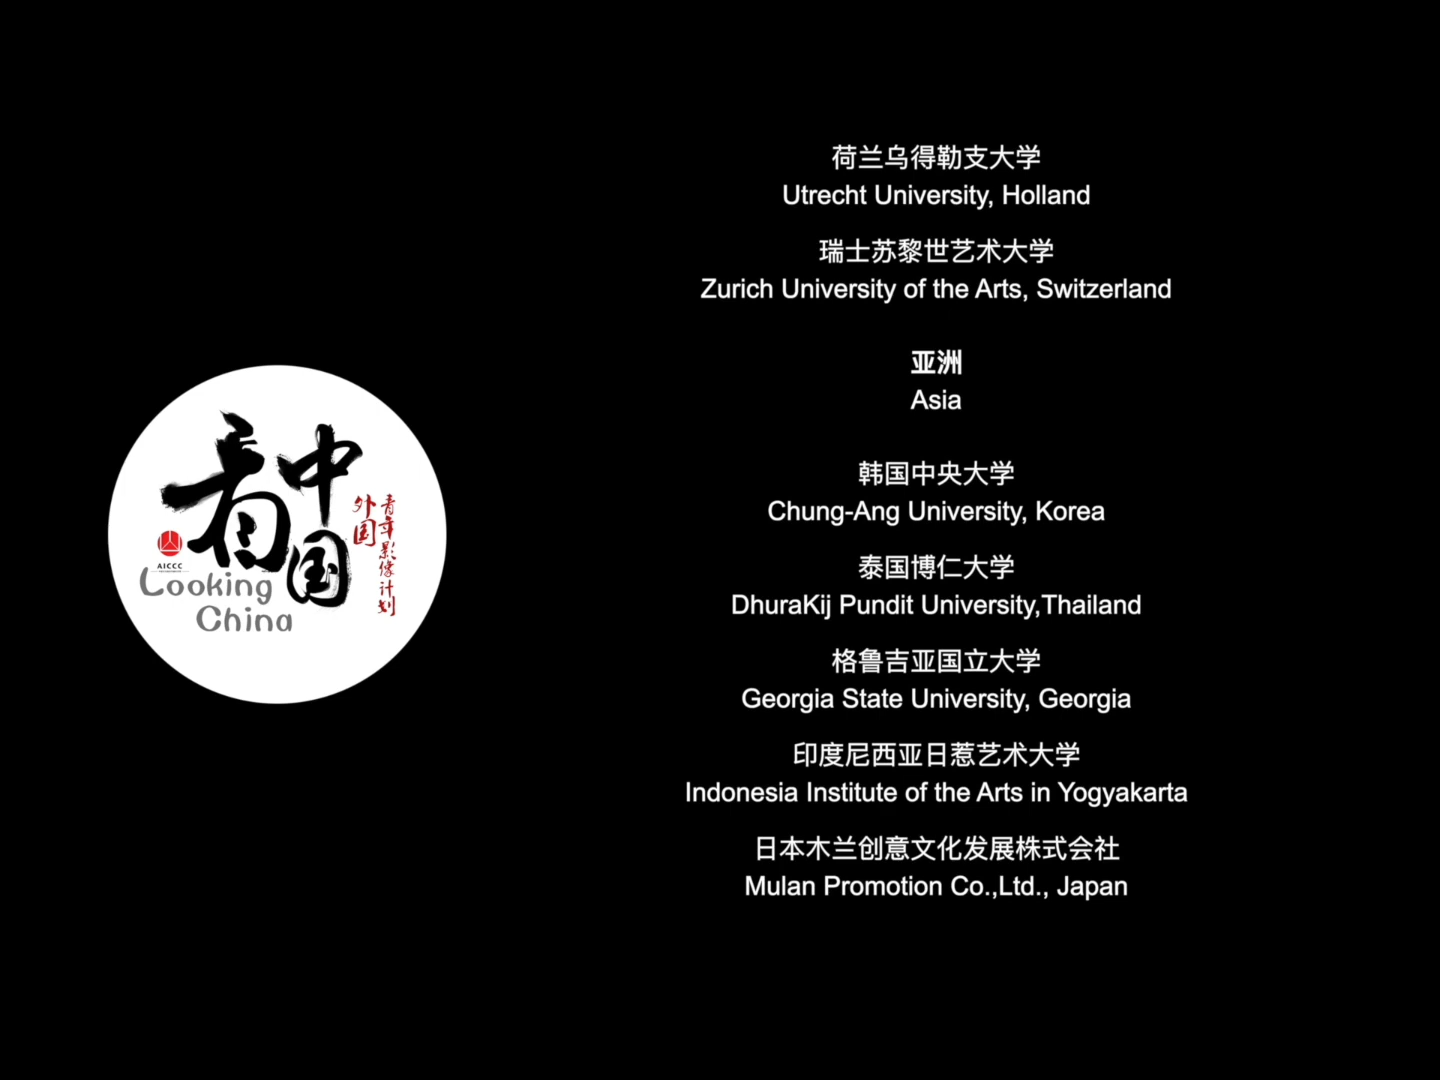 看中国
外国青年影像计划
AICCC
Looking
China
荷兰乌得勒支大学
Utrecht University, Holland
瑞士苏黎世艺术大学
Zurich University of the Arts, Switzerland
亚洲
Asia
韩国中央大学
Chung-Ang University, Korea
泰国博仁大学
DhuraKij Pundit University,Thailand
格鲁吉亚国立大学
Georgia State University, Georgia
印度尼西亚日惹艺术大学
Indonesia Institute of the Arts in Yogyakarta
日本木兰创意文化发展株式会社
Mulan Promotion Co.,Ltd., Japan